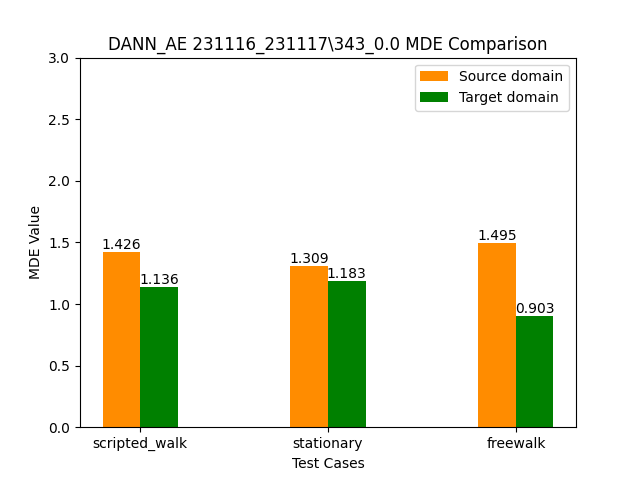 DANN_AE 231116_231117\343_0.0 MDE Comparison
Source domain
Target domain
MDE Value
3.0
2.5
2.0
1.5
1.0
0.5
0.0
1.426
1.136
1.309
1.183
1.495
0.903
scripted_walk
stationary
freewalk
Test Cases